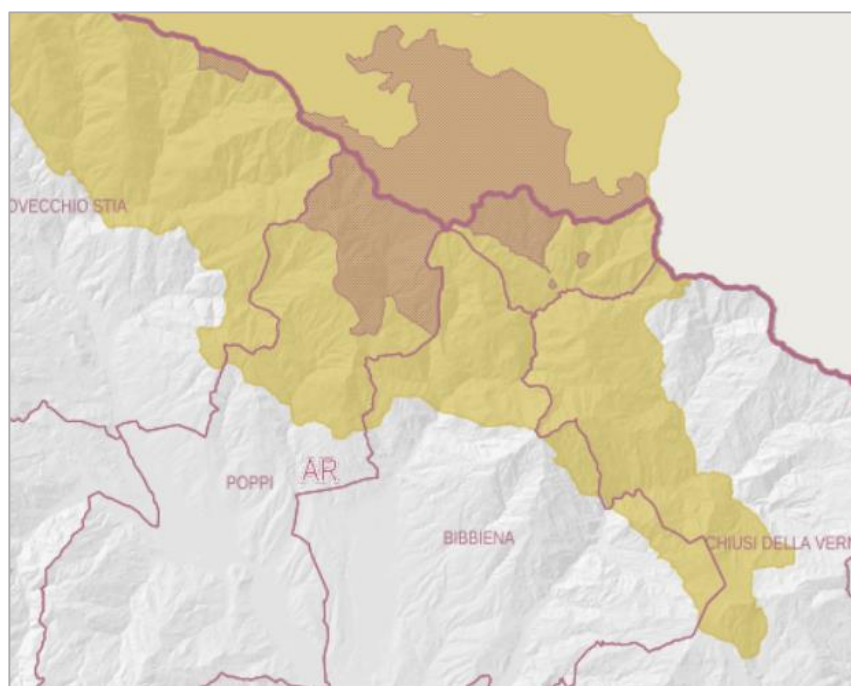 OVECCHIO STIA
AR
POPPI
BIBBIENA
CHIUSI DELLA VERN